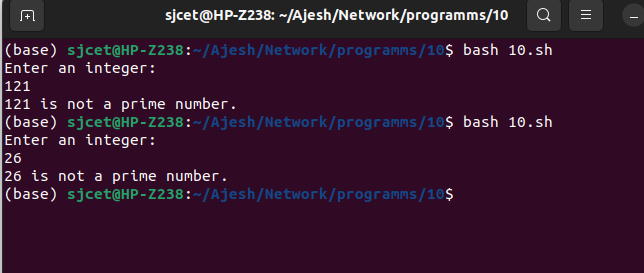 sjcet@HP-Z238: ~/Ajesh/Network/programms/10
(base) sjcet@HP-Z238:~/Ajesh/Network/programms/10$ bash 10.sh
Enter an integer:
121
121 is not a prime number.
(base) sjcet@HP-Z238:~/Ajesh/Network/programms/10$ bash 10.sh
Enter an integer:
26
26 is not a prime number.
(base) sjcet@HP-Z238:~/Ajesh/Network/programms/10$